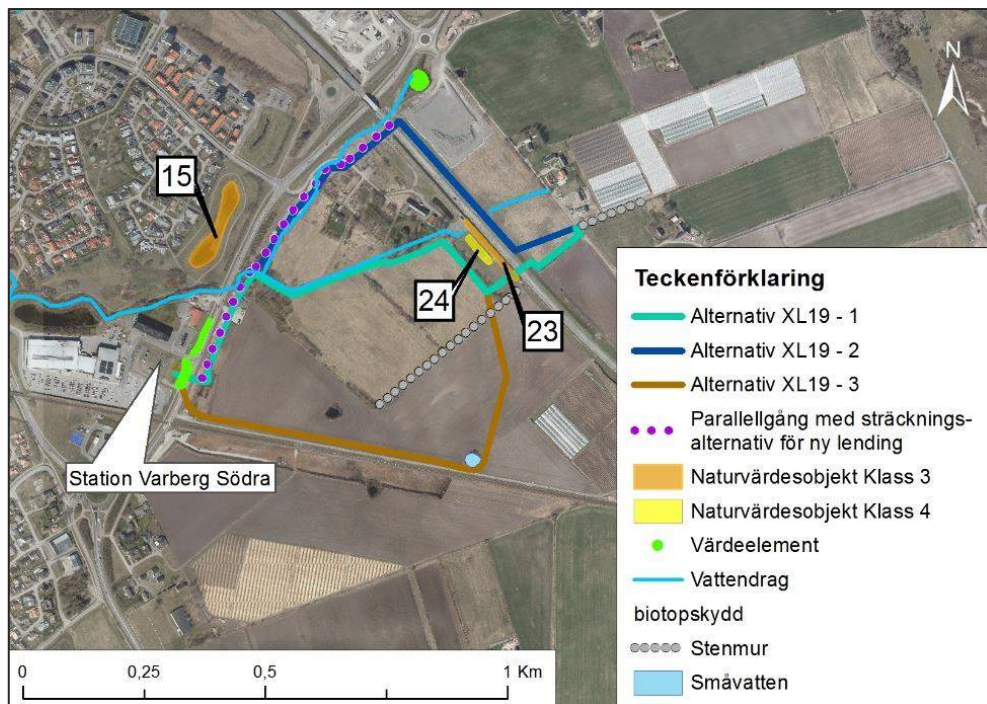 N
15
24
23
Station Varberg Södra
Teckenförklaring
Alternativ XL19 - 1
Alternativ XL19 - 2
Alternativ XL19 - 3
Parallellgång med sträcknings-
alternativ för ny lending
Naturvärdesobjekt Klass 3
Naturvärdesobjekt Klass 4
Värdeelement
Vattendrag
biotopskydd
Stenmur
Småvatten
0 0,25 0,5 1 Km